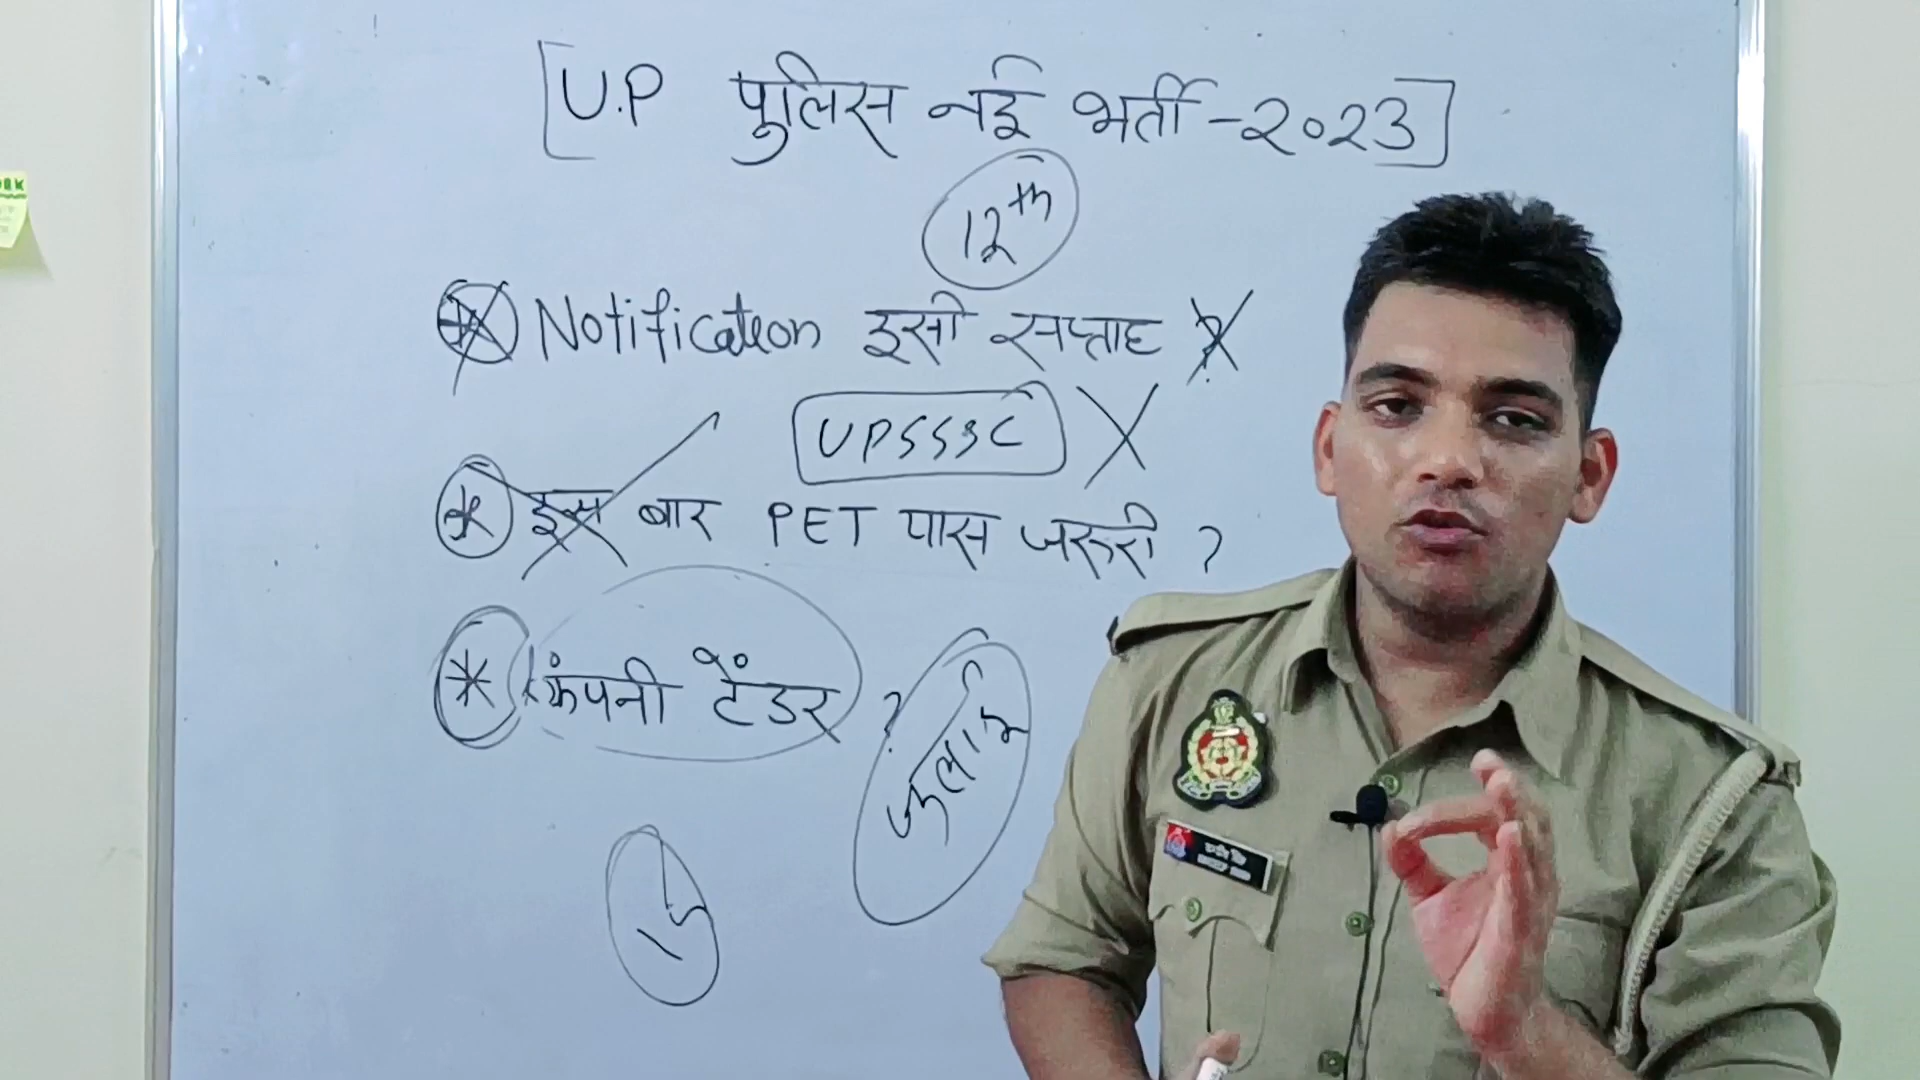 [U.P पुलिस नई भर्ती - 2023]
12th
Notification इसी सप्ताह ?
UPSSSC
इस बार PET पास जरूरी ?
कंपनी टेंडर ?
जुलाई